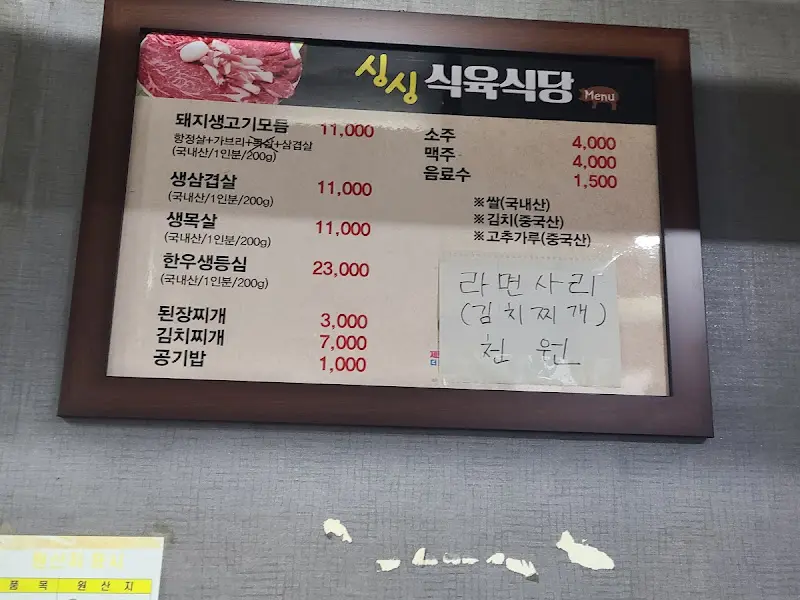 싱싱 식육식당 Menu
돼지생고기모듬 11,000
항정살+가브리+목살+삼겹살
(국내산/1인분/200g)
생삼겹살 11,000
(국내산/1인분/200g)
생목살 11,000
(국내산/1인분/200g)
한우생등심 23,000
(국내산/1인분/200g)
된장찌개 3,000
김치찌개 7,000
공기밥 1,000
소주 4,000
맥주 4,000
음료수 1,500
※쌀(국내산)
※김치(중국산)
※고추가루(중국산)
라면사리
(김치찌개)
천원
품목 원산지